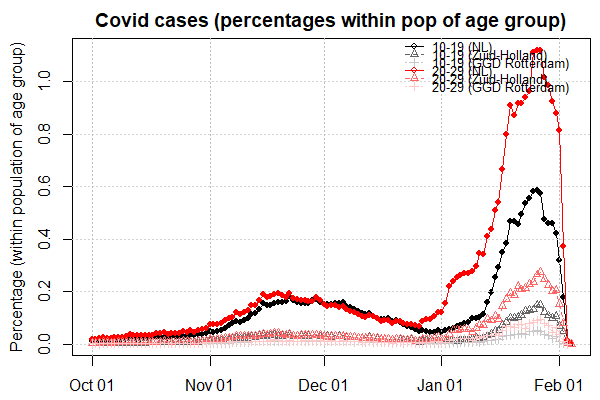 Covid cases (percentages within pop of age group)
Percentage (within population of age group)
1.0
0.8
0.6
0.4
0.2
0.0
10-19 (NL)
10-19 (Zuid-Holland)
10-19 (GGD Rotterdam)
20-29 (NL)
20-29 (Zuid-Holland)
20-29 (GGD Rotterdam)
Oct 01
Nov 01
Dec 01
Jan 01
Feb 01